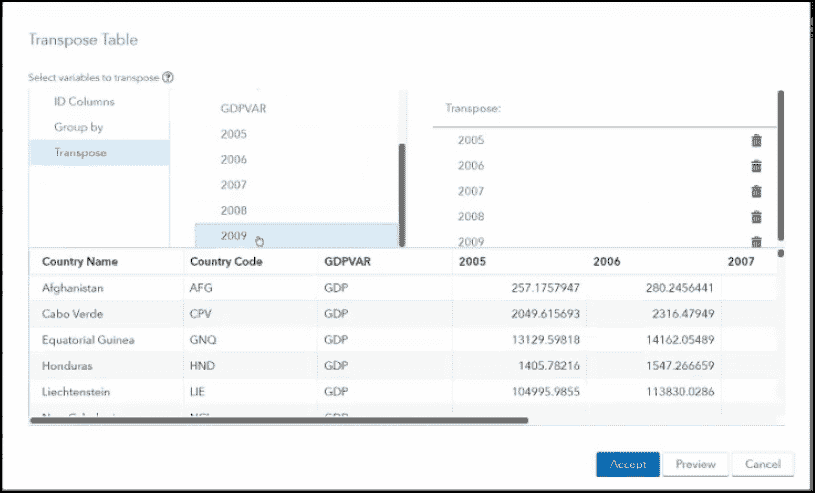 Transpose Table
Select variables to transpose ?
ID Columns
Group by
Transpose
GDPVAR
2005
2006
2007
2008
2009
Transpose:
2005
2006
2007
2008
2009
Country Name Country Code GDPVAR 2005 2006 2007
Afghanistan AFG GDP 257.1757947 280.2456441
Cabo Verde CPV GDP 2049.615693 2316.47949
Equatorial Guinea GNQ GDP 13129.59818 14162.05489
Honduras HND GDP 1405.78216 1547.266659
Liechtenstein LIE GDP 104995.9855 113830.0286
Accept Preview Cancel